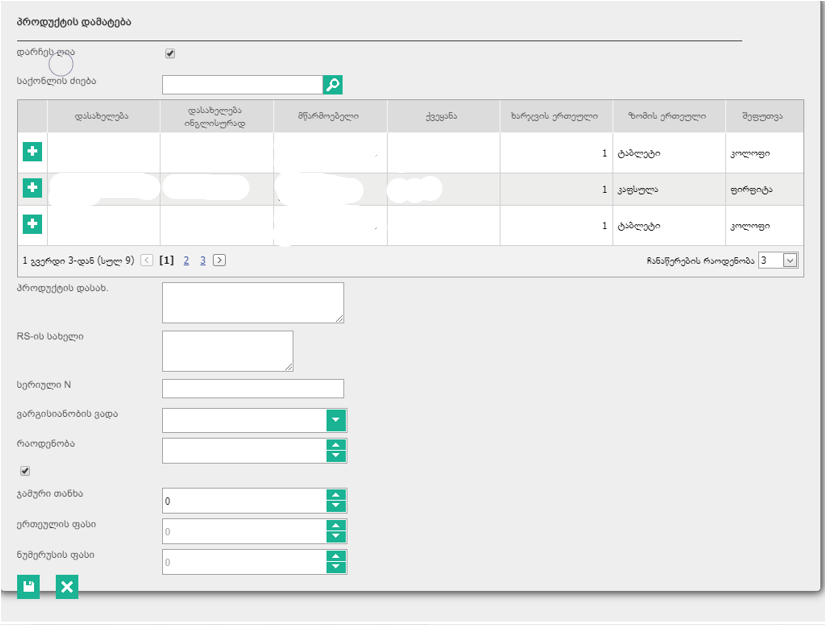 პროდუქტის დამატება
დარჩეს ღია
საქონლის ძიება
დასახელება დასახელება ინგლისურად მწარმოებელი ქვეყანა ხარჯვის ერთეული ზომის ერთეული შეფუთვა
1 ტაბლეტი კოლოფი
1 კაფსულა ფირფიტა
1 ტაბლეტი კოლოფი
1 გვერდი 3-დან (სულ 9) [1] 2 3 ჩანაწერების რაოდენობა 3
პროდუქტის დასახ.
RS-ის სახელი
სერიული N
ვარგისიანობის ვადა
რაოდენობა
ჯამური თანხა 0
ერთეულის ფასი 0
ნუმერუსის ფასი 0